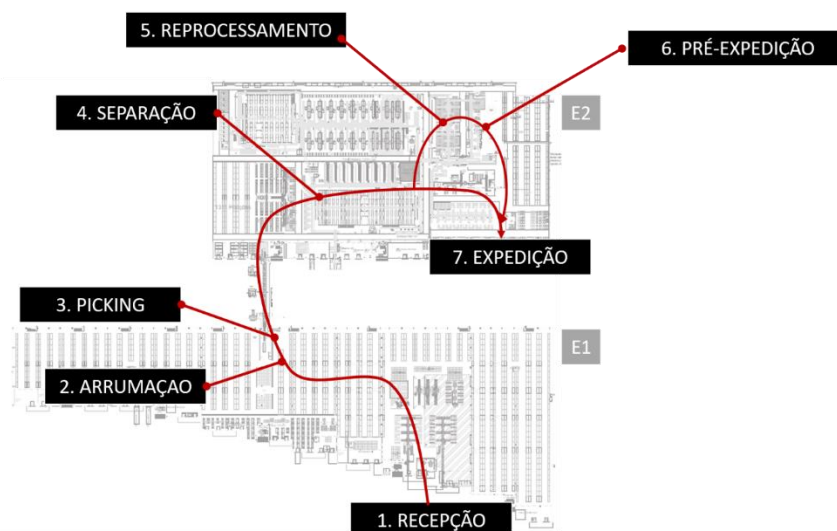 5. REPROCESSAMENTO
6. PRÉ-EXPEDIÇÃO
4. SEPARAÇÃO
E2
7. EXPEDIÇÃO
3. PICKING
E1
2. ARRUMAÇAO
1. RECEPÇÃO